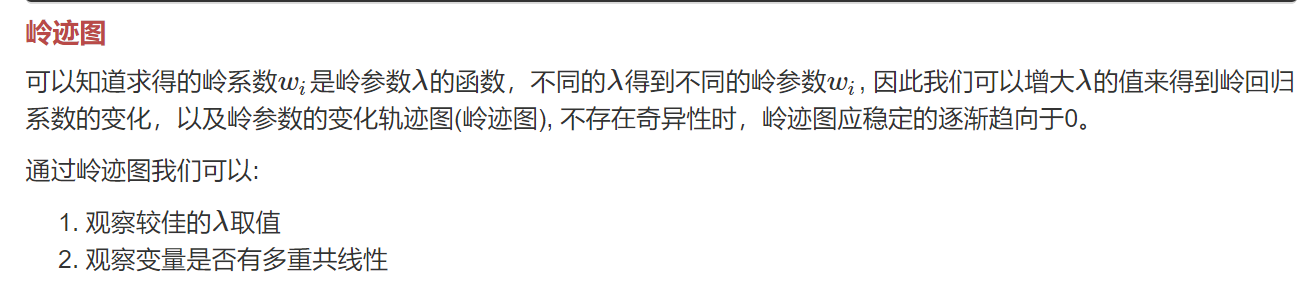 岭迹图
可以知道求得的岭系数wᵢ是岭参数λ的函数，不同的λ得到不同的岭参数wᵢ, 因此我们可以增大λ的值来得到岭回归
系数的变化，以及岭参数的变化轨迹图(岭迹图), 不存在奇异性时，岭迹图应稳定的逐渐趋向于0。
通过岭迹图我们可以:
1. 观察较佳的λ取值
2. 观察变量是否有多重共线性